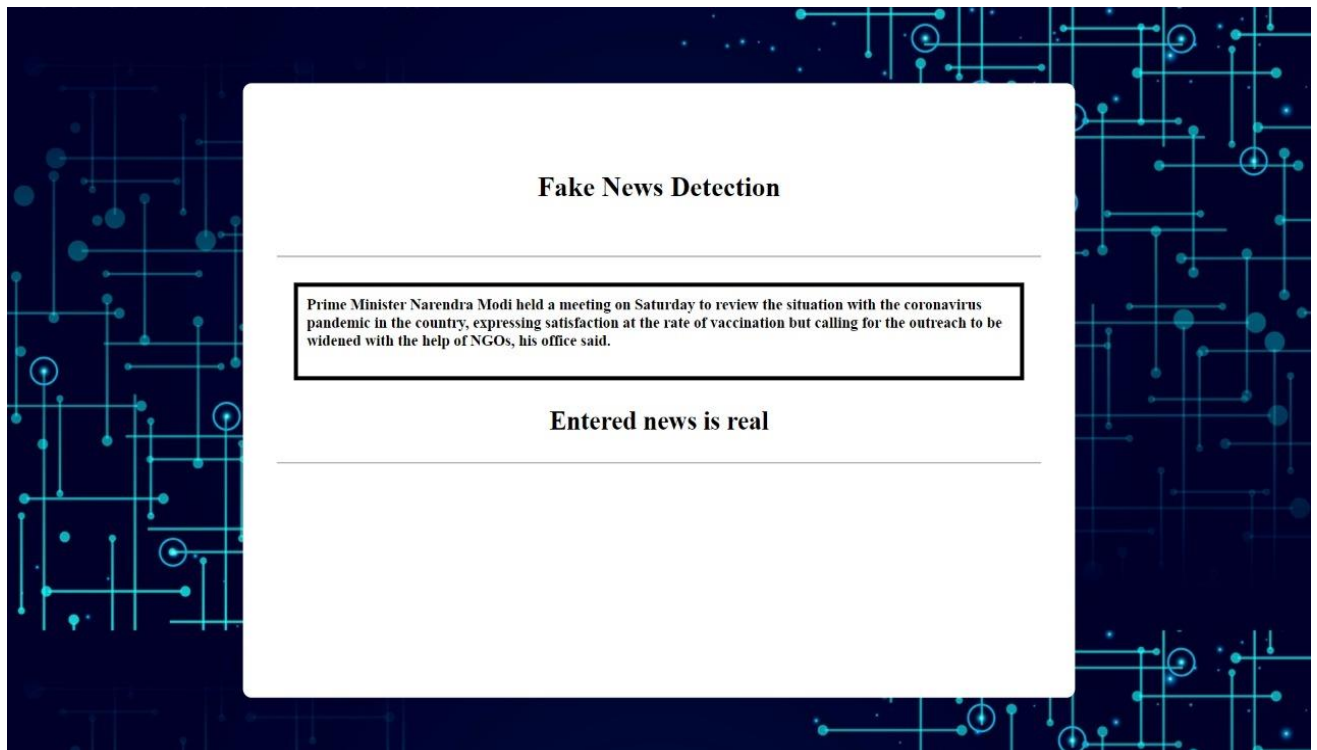 Fake News Detection
Prime Minister Narendra Modi held a meeting on Saturday to review the situation with the coronavirus
pandemic in the country, expressing satisfaction at the rate of vaccination but calling for the outreach to be
widened with the help of NGOs, his office said.
Entered news is real